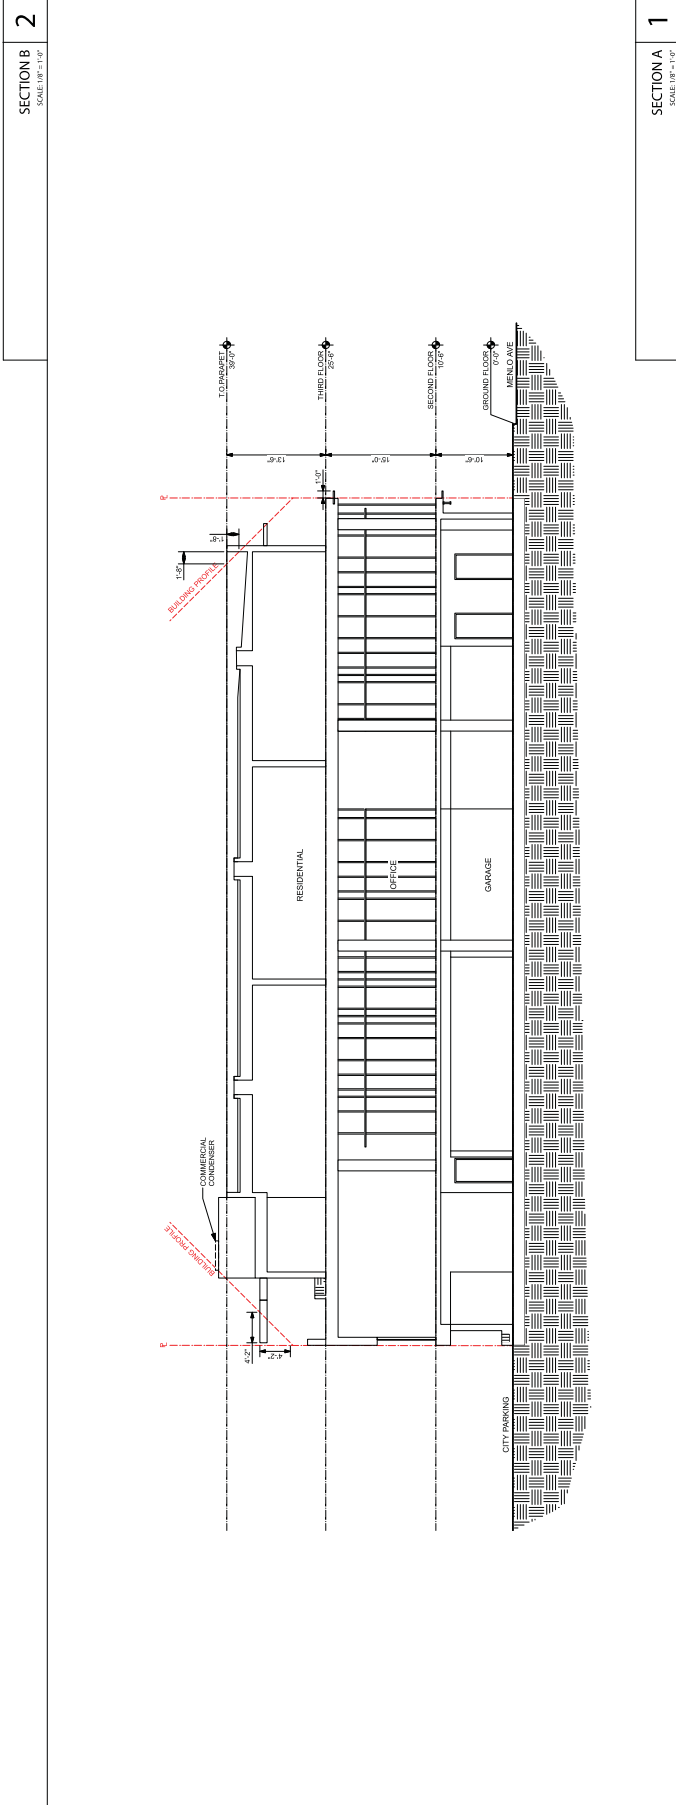 2
SECTION B
SCALE: 1/8" = 1'-0"
1
SECTION A
SCALE: 1/8" = 1'-0"
T.O.PARAPET
39'-0"
THIRD FLOOR
25'-6"
SECOND FLOOR
10'-6"
GROUND FLOOR
0'-0"
MENLO AVE
13'-6"
15'-0"
10'-6"
1'-0"
1'-8"
1'-8"
BUILDING PROFILE
RESIDENTIAL
OFFICE
GARAGE
COMMERCIAL
CONDENSER
BUILDING PROFILE
4'-2"
4'-2"
CITY PARKING